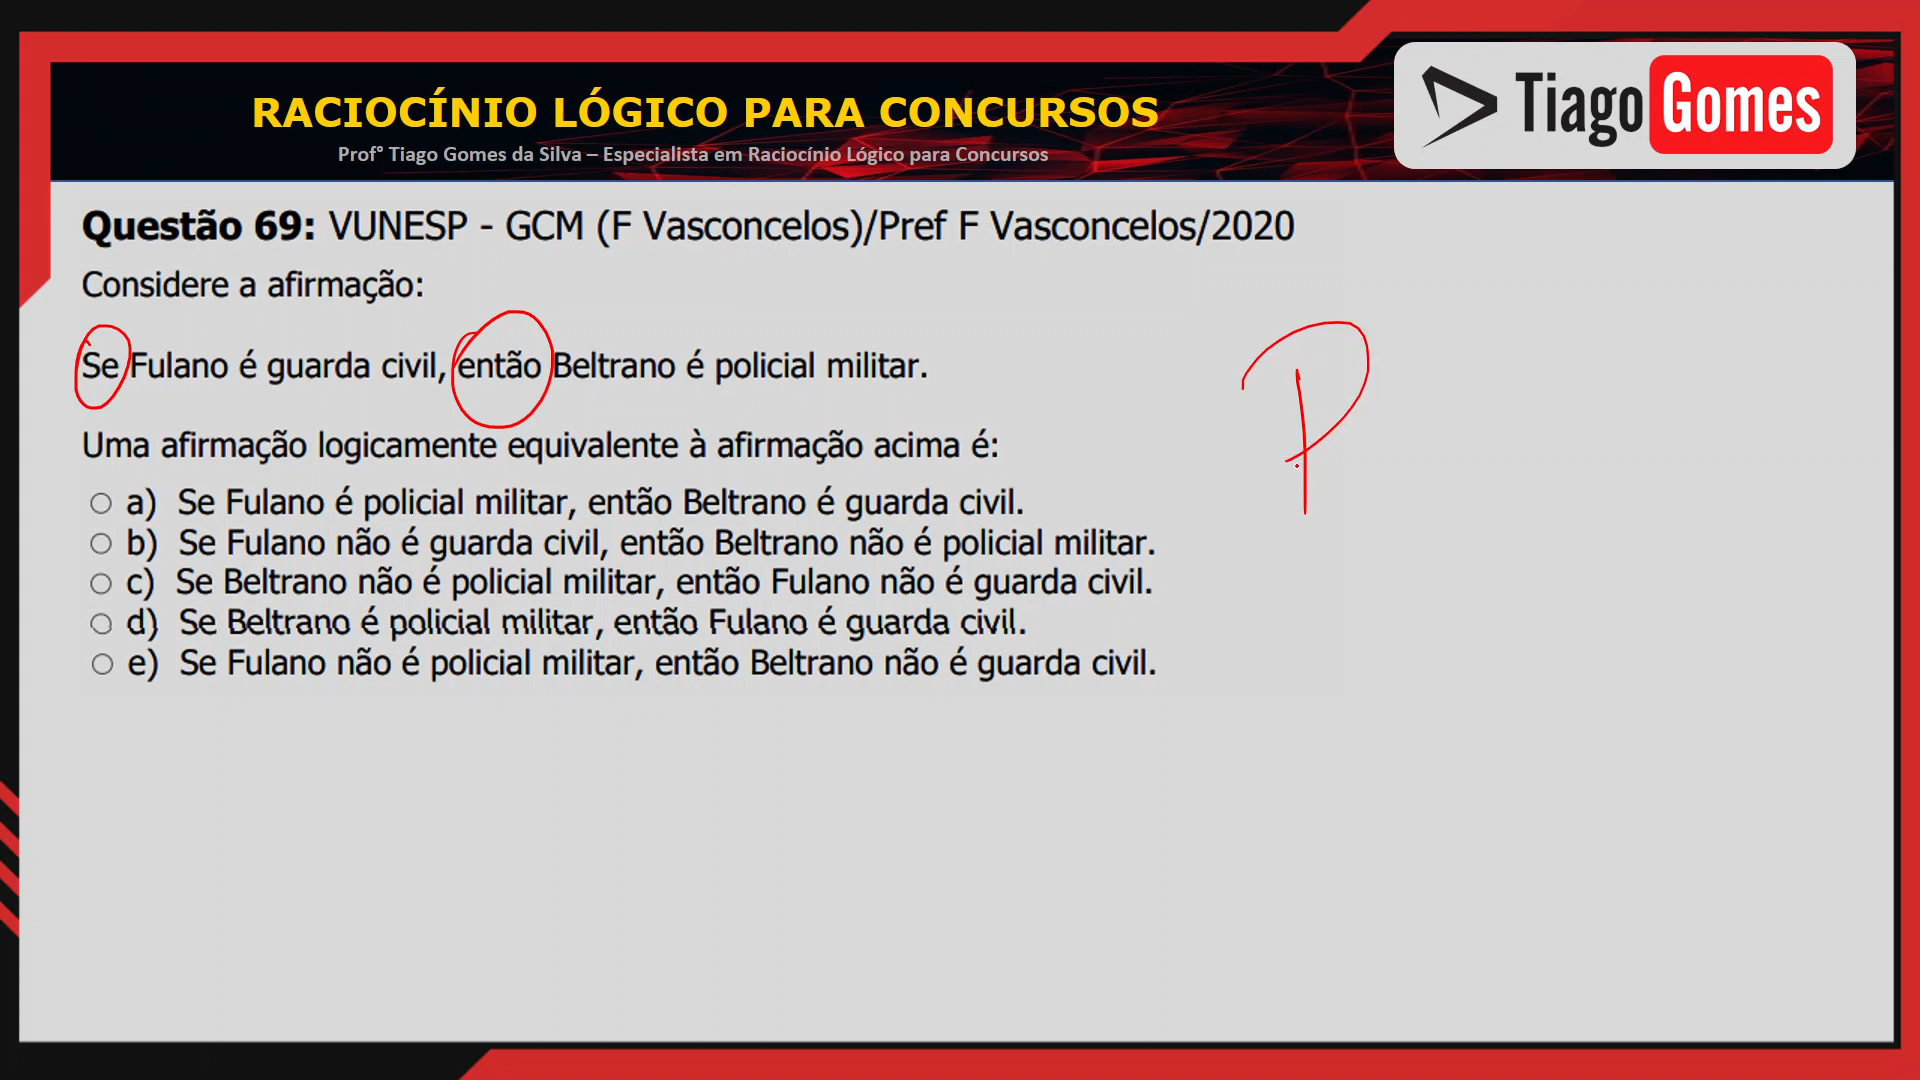 RACIOCÍNIO LÓGICO PARA CONCURSOS
Prof° Tiago Gomes da Silva – Especialista em Raciocínio Lógico para Concursos
Tiago Gomes
Questão 69: VUNESP - GCM (F Vasconcelos)/Pref F Vasconcelos/2020
Considere a afirmação:
Se Fulano é guarda civil, então Beltrano é policial militar.
P
Uma afirmação logicamente equivalente à afirmação acima é:
a) Se Fulano é policial militar, então Beltrano é guarda civil.
b) Se Fulano não é guarda civil, então Beltrano não é policial militar.
c) Se Beltrano não é policial militar, então Fulano não é guarda civil.
d) Se Beltrano é policial militar, então Fulano é guarda civil.
e) Se Fulano não é policial militar, então Beltrano não é guarda civil.